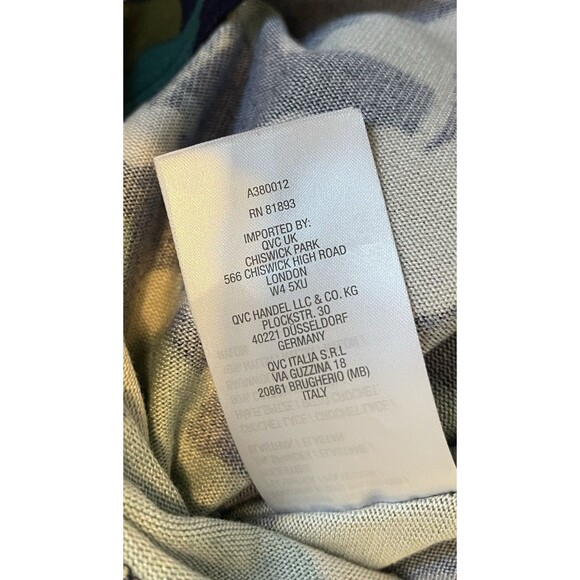 A380012
RN 81893
IMPORTED BY:
QVC UK
CHISWICK PARK
566 CHISWICK HIGH ROAD
LONDON
W4 5XU
QVC HANDEL LLC & CO. KG
PLOCKSTR. 30
40221 DÜSSELDORF
GERMANY
QVC ITALIA S.R.L
VIA GUZZINA 18
20861 BRUGHERIO (MB)
ITALY